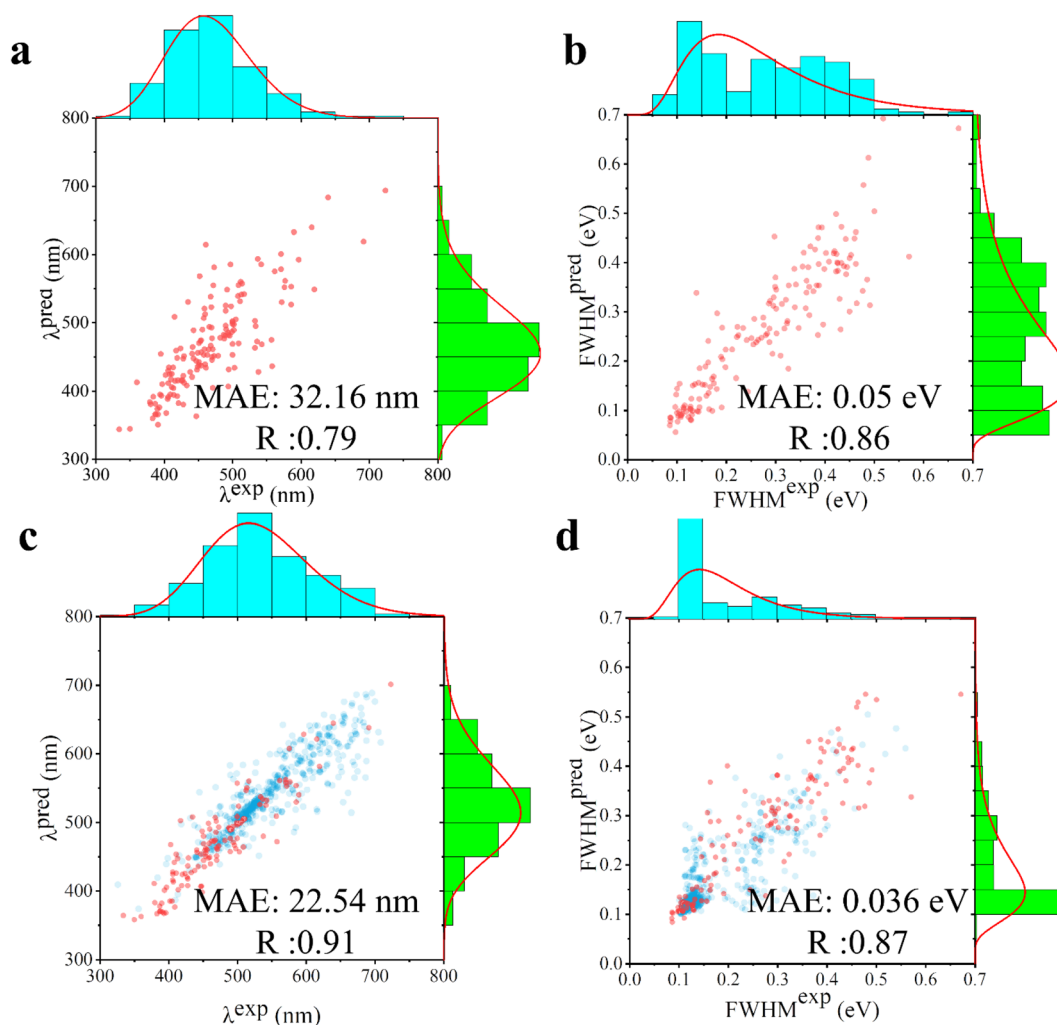 a
800
700
600
500
400
300
λpred (nm)
MAE: 32.16 nm
R :0.79
300 400 500 600 700 800
λexp (nm)
b
0.7
0.6
0.5
0.4
0.3
0.2
0.1
0.0
FWHMpred (eV)
MAE: 0.05 eV
R :0.86
0.0 0.1 0.2 0.3 0.4 0.5 0.6 0.7
FWHMexp (eV)
c
800
700
600
500
400
300
λpred (nm)
MAE: 22.54 nm
R :0.91
300 400 500 600 700 800
λexp (nm)
d
0.7
0.6
0.5
0.4
0.3
0.2
0.1
0.0
FWHMpred (eV)
MAE: 0.036 eV
R :0.87
0.0 0.1 0.2 0.3 0.4 0.5 0.6 0.7
FWHMexp (eV)